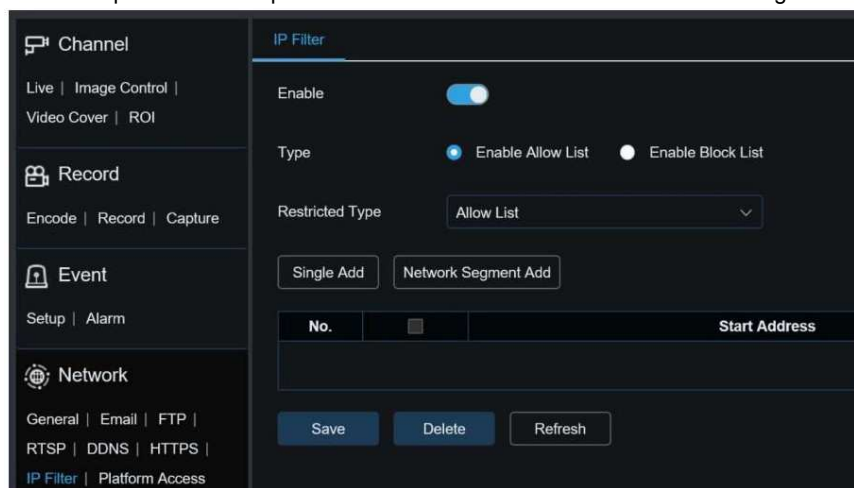 Channel
Live | Image Control |
Video Cover | ROI
Record
Encode | Record | Capture
Event
Setup | Alarm
Network
General | Email | FTP |
RTSP | DDNS | HTTPS |
IP Filter | Platform Access
IP Filter
Enable
Type Enable Allow List Enable Block List
Restricted Type Allow List
Single Add Network Segment Add
No. Start Address
Save Delete Refresh